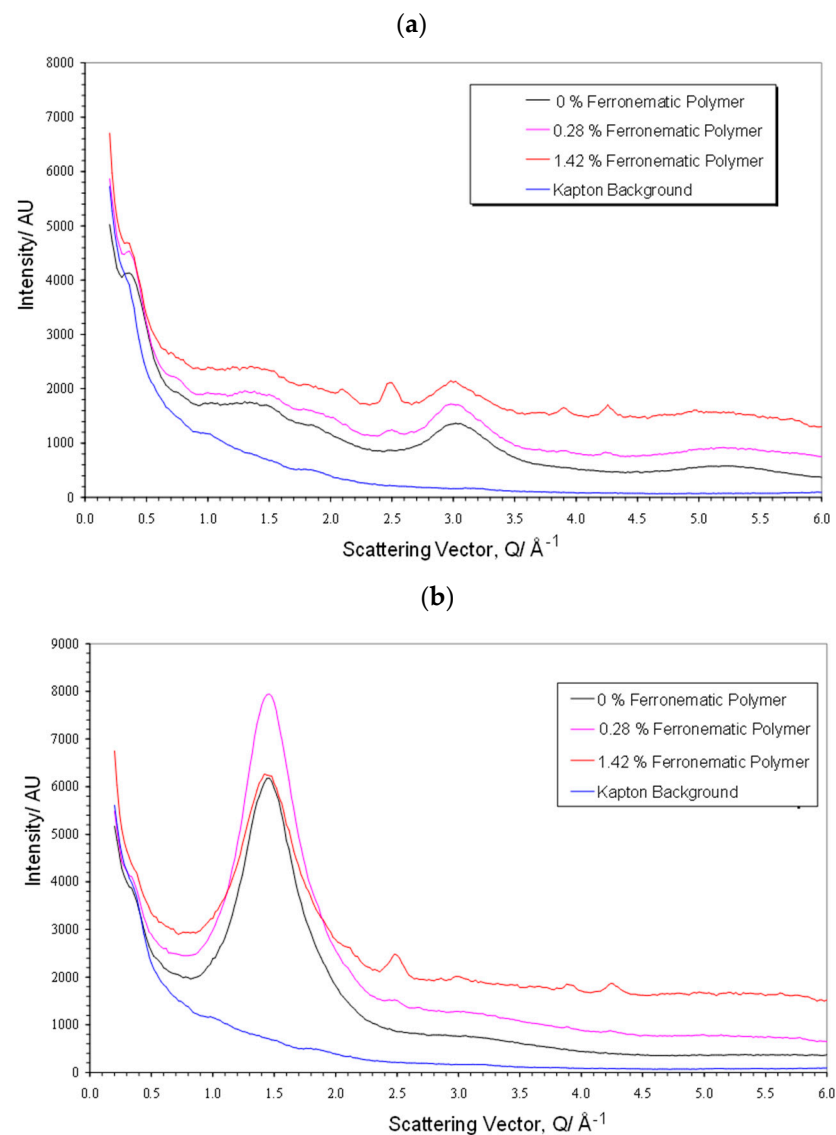 (a)
8000
7000
6000
5000
4000
3000
2000
1000
0
Intensity/ AU
0 % Ferronematic Polymer
0.28 % Ferronematic Polymer
1.42 % Ferronematic Polymer
Kapton Background
0.0 0.5 1.0 1.5 2.0 2.5 3.0 3.5 4.0 4.5 5.0 5.5 6.0
Scattering Vector, Q/ Å⁻¹
(b)
9000
8000
7000
6000
5000
4000
3000
2000
1000
0
Intensity/ AU
0 % Ferronematic Polymer
0.28 % Ferronematic Polymer
1.42 % Ferronematic Polymer
Kapton Background
0.0 0.5 1.0 1.5 2.0 2.5 3.0 3.5 4.0 4.5 5.0 5.5 6.0
Scattering Vector, Q/ Å⁻¹